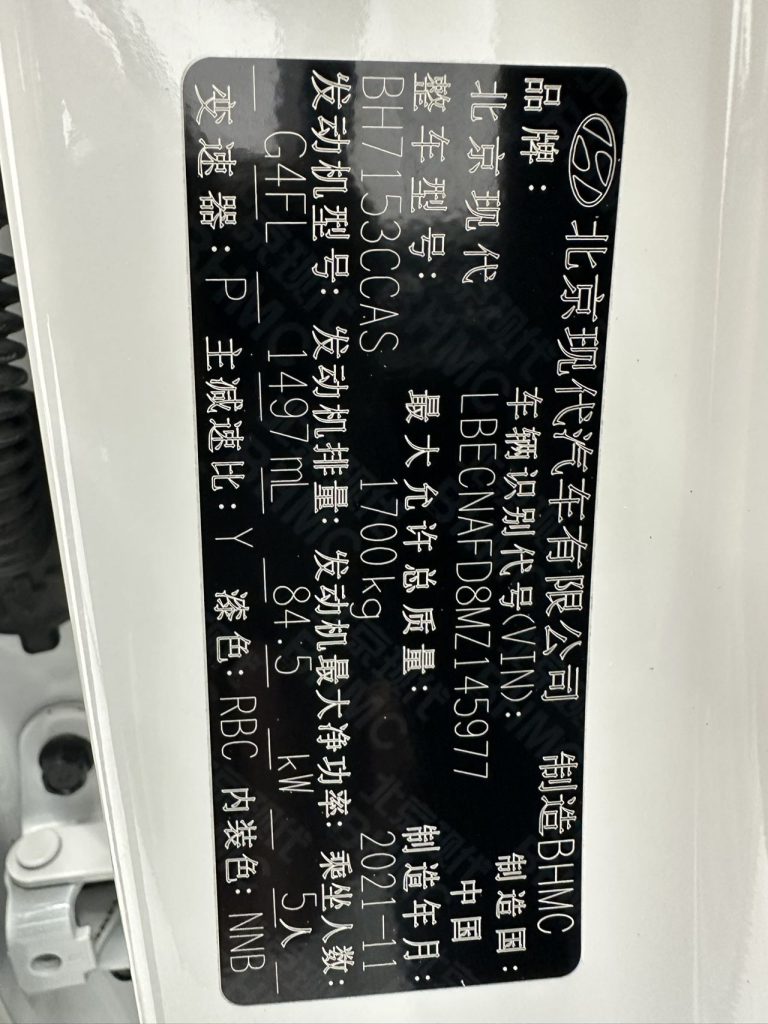 北京现代汽车有限公司 制造BHMC
品牌: 车辆识别代号(VIN): 制造国:
北京现代 LBECNAFD8MZ145977 中国
整车型号: 最大允许总质量: 制造年月:
BH7153CCAS 1700kg 2021-11
发动机型号: 发动机排量: 发动机最大净功率: 乘坐人数:
G4FL 1497mL 84.5 kW 5人
变速器: P 主减速比: Y 漆色: RBC 内装色: NNB